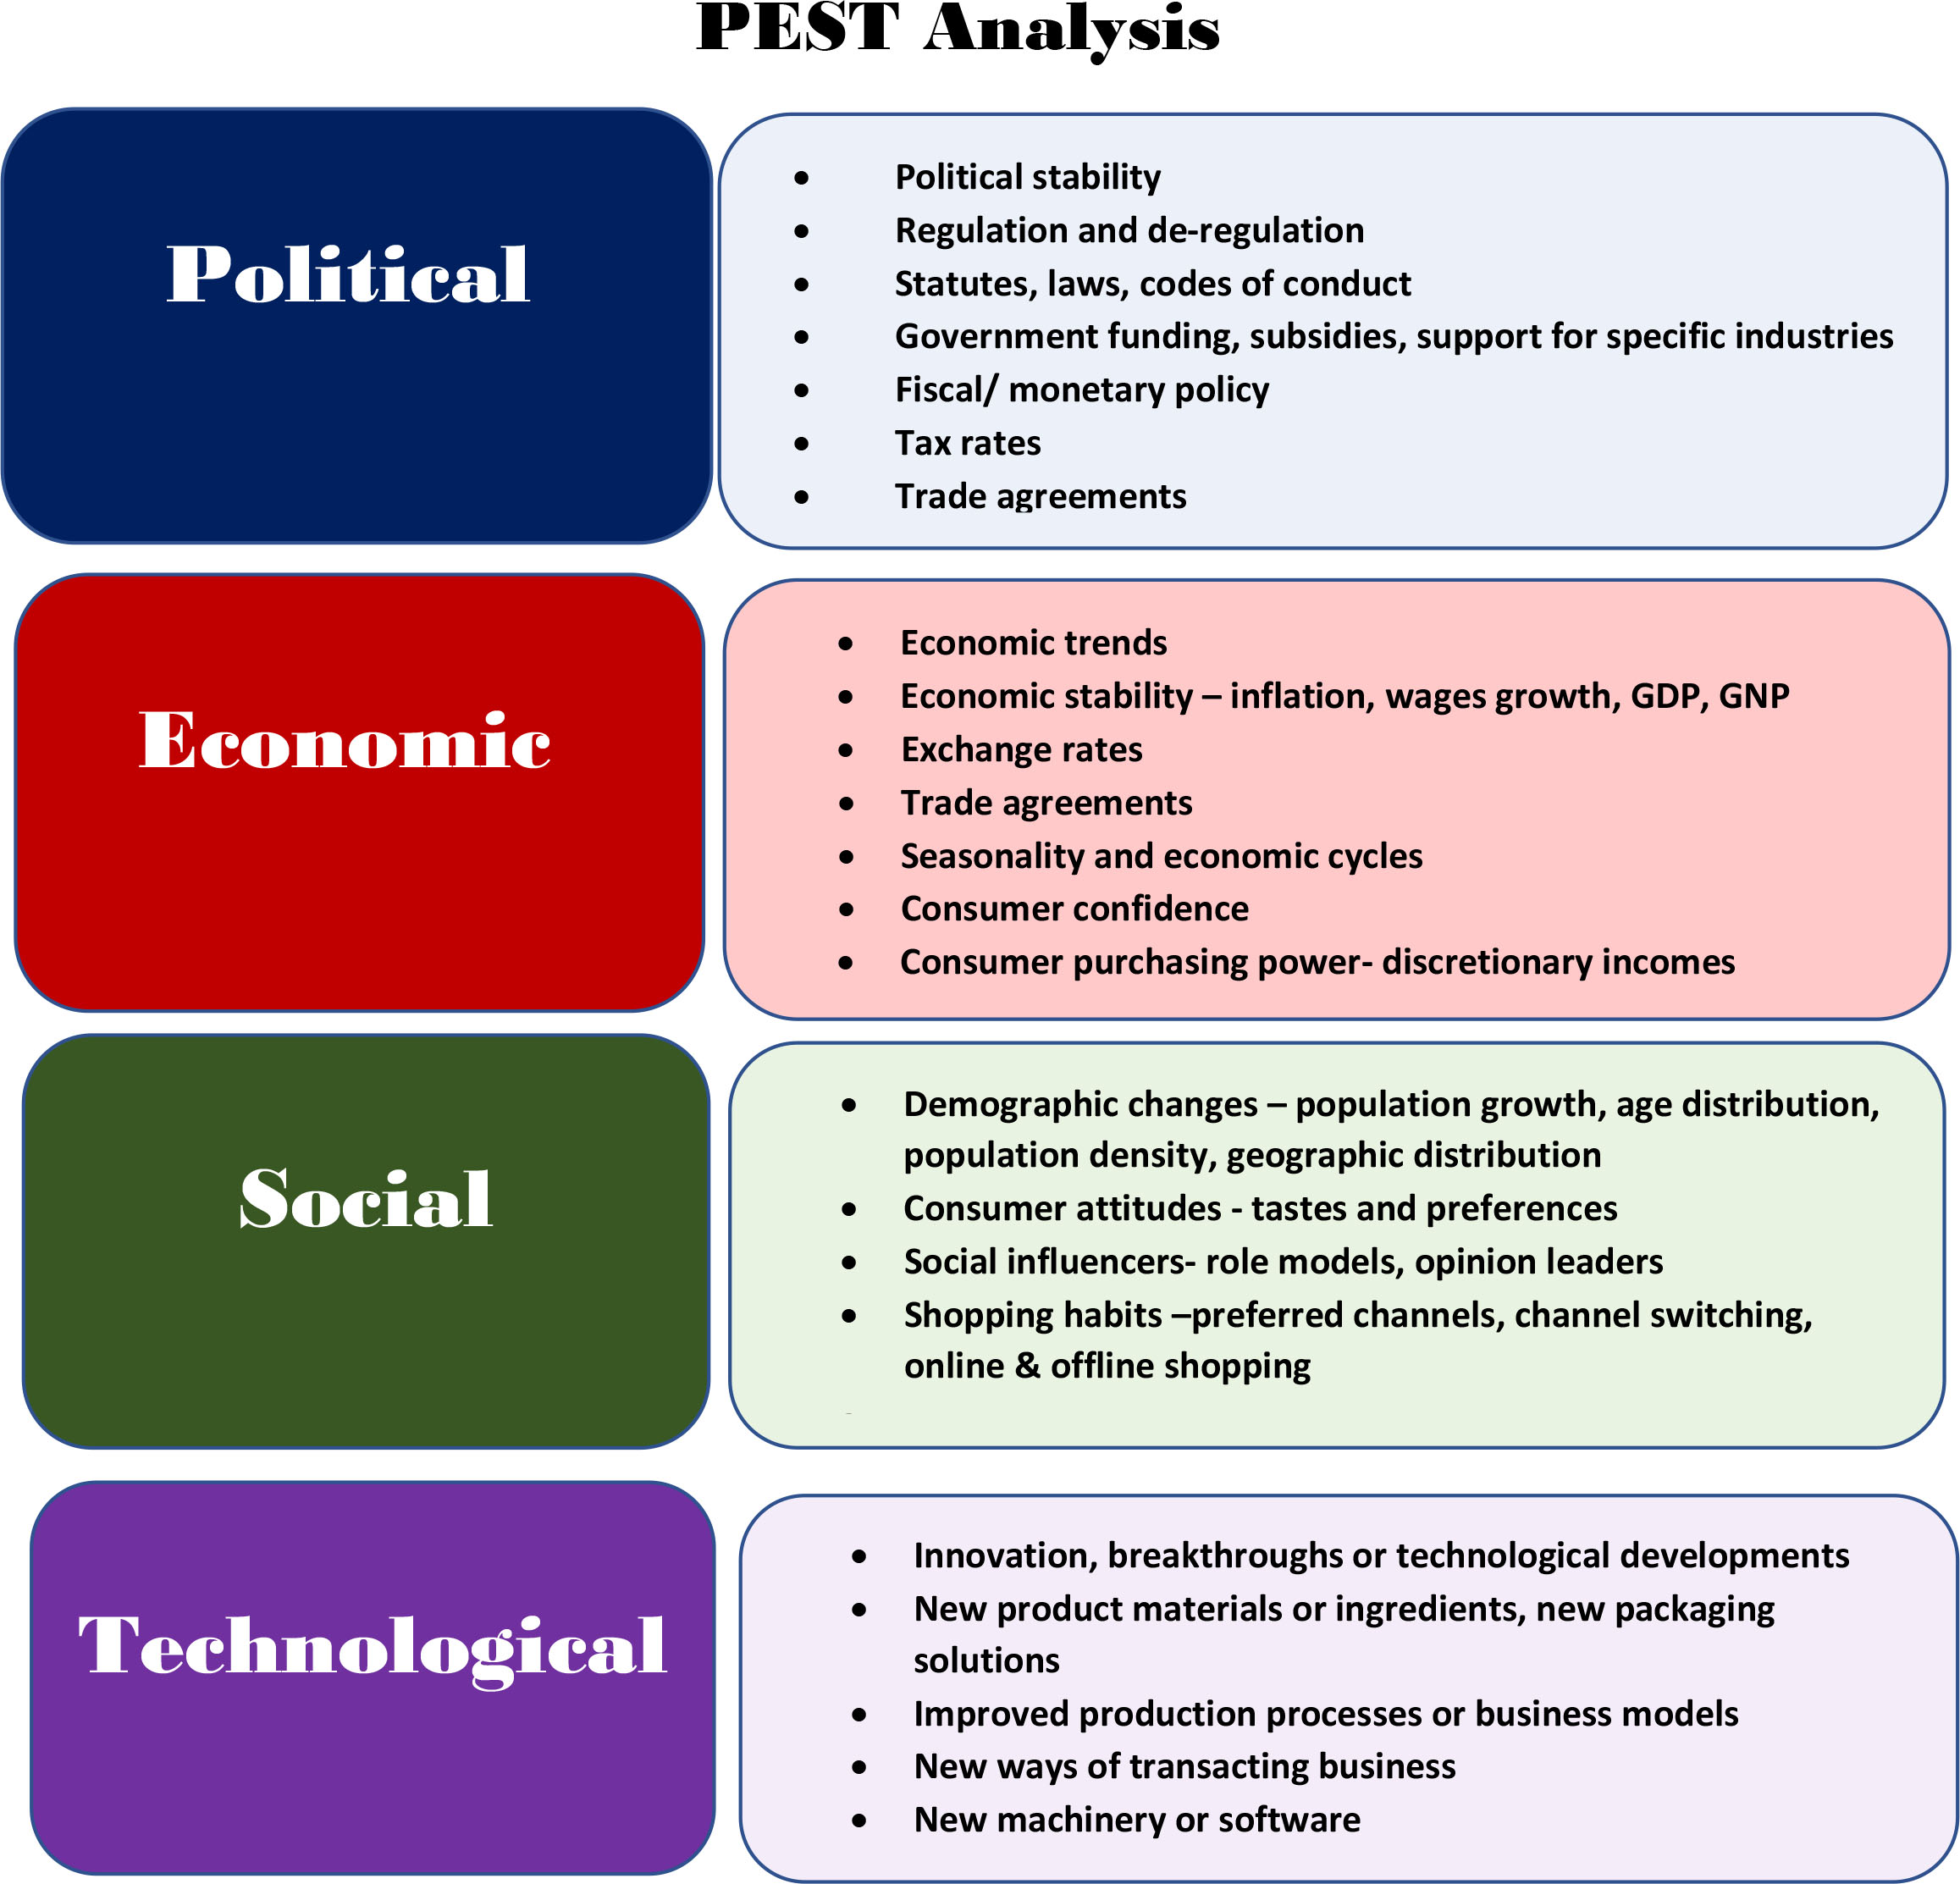 PEST Analysis
Political
• Political stability
• Regulation and de-regulation
• Statutes, laws, codes of conduct
• Government funding, subsidies, support for specific industries
• Fiscal/ monetary policy
• Tax rates
• Trade agreements
Economic
• Economic trends
• Economic stability – inflation, wages growth, GDP, GNP
• Exchange rates
• Trade agreements
• Seasonality and economic cycles
• Consumer confidence
• Consumer purchasing power- discretionary incomes
Social
• Demographic changes – population growth, age distribution,
population density, geographic distribution
• Consumer attitudes - tastes and preferences
• Social influencers- role models, opinion leaders
• Shopping habits –preferred channels, channel switching,
online & offline shopping
Technological
• Innovation, breakthroughs or technological developments
• New product materials or ingredients, new packaging
solutions
• Improved production processes or business models
• New ways of transacting business
• New machinery or software